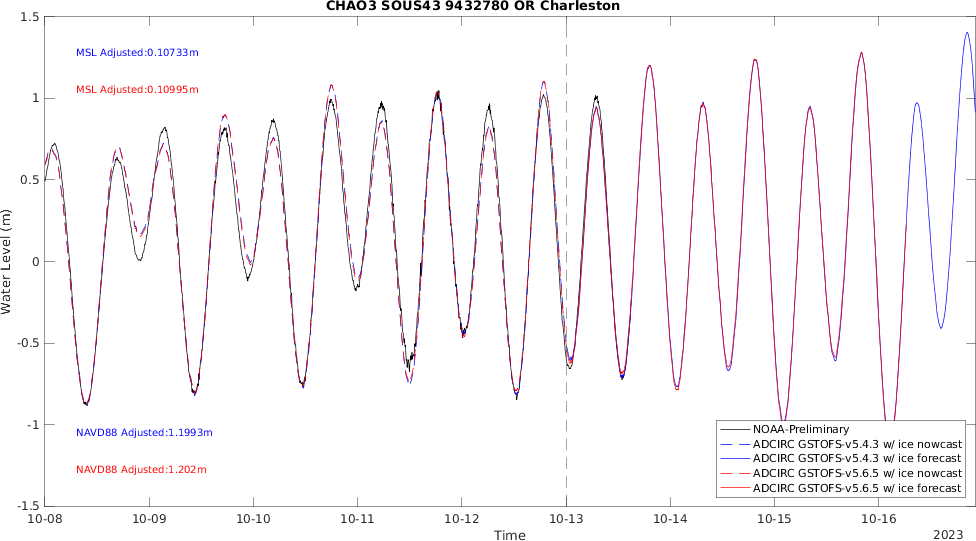 CHAO3 SOUS43 9432780 OR Charleston
1.5
1
0.5
0
-0.5
-1
-1.5
Water Level (m)
MSL Adjusted:0.10733m
MSL Adjusted:0.10995m
NAVD88 Adjusted:1.1993m
NAVD88 Adjusted:1.202m
NOAA-Preliminary
ADCIRC GSTOFS-v5.4.3 w/ ice nowcast
ADCIRC GSTOFS-v5.4.3 w/ ice forecast
ADCIRC GSTOFS-v5.6.5 w/ ice nowcast
ADCIRC GSTOFS-v5.6.5 w/ ice forecast
10-08 10-09 10-10 10-11 10-12 10-13 10-14 10-15 10-16
Time
2023